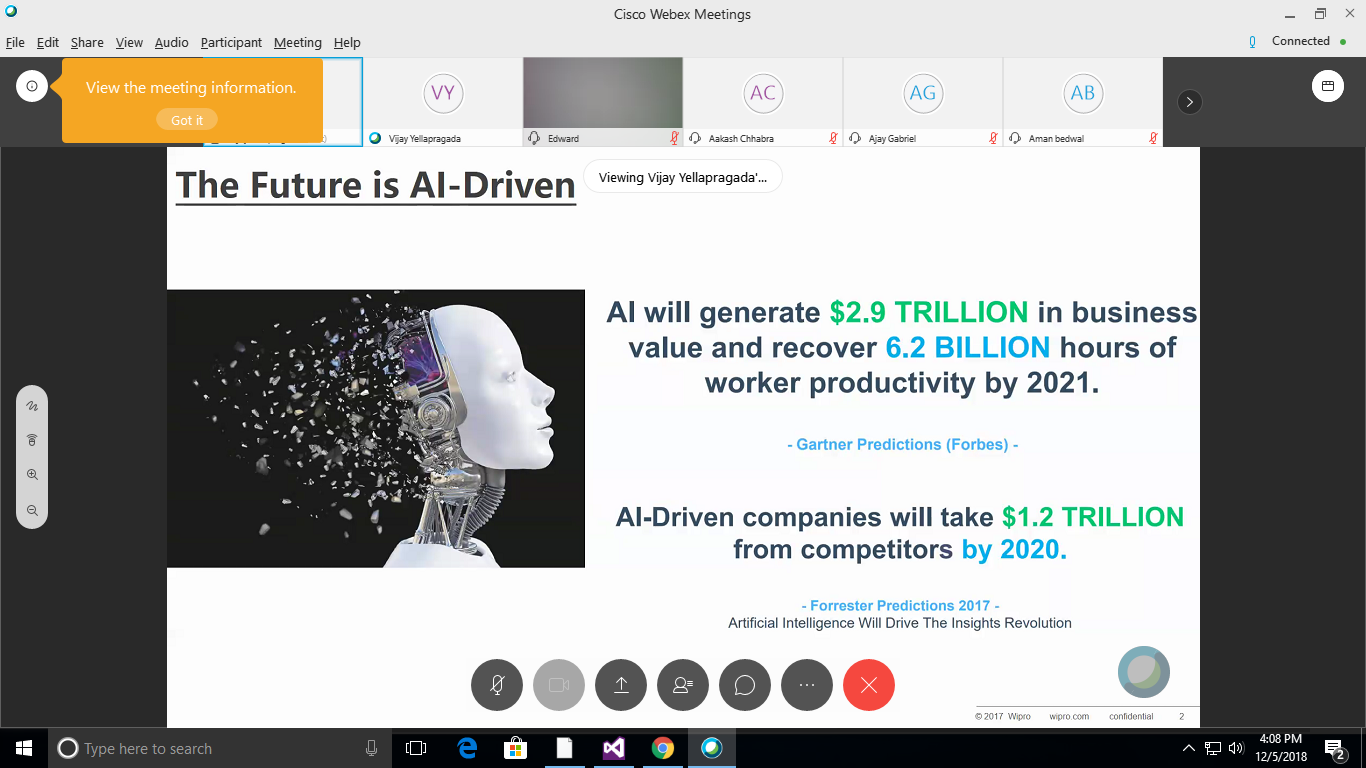 Cisco Webex Meetings
File Edit Share View Audio Participant Meeting Help
Connected
View the meeting information.
Got it
VY
AC
AG
AB
Vijay Yellapragada
Edward
Aakash Chhabra
Ajay Gabriel
Aman bedwal
The Future is AI-Driven
Viewing Vijay Yellapragada'...
AI will generate $2.9 TRILLION in business
value and recover 6.2 BILLION hours of
worker productivity by 2021.
- Gartner Predictions (Forbes) -
AI-Driven companies will take $1.2 TRILLION
from competitors by 2020.
- Forrester Predictions 2017 -
Artificial Intelligence Will Drive The Insights Revolution
© 2017 Wipro wipro.com confidential 2
Type here to search
4:08 PM
12/5/2018
2